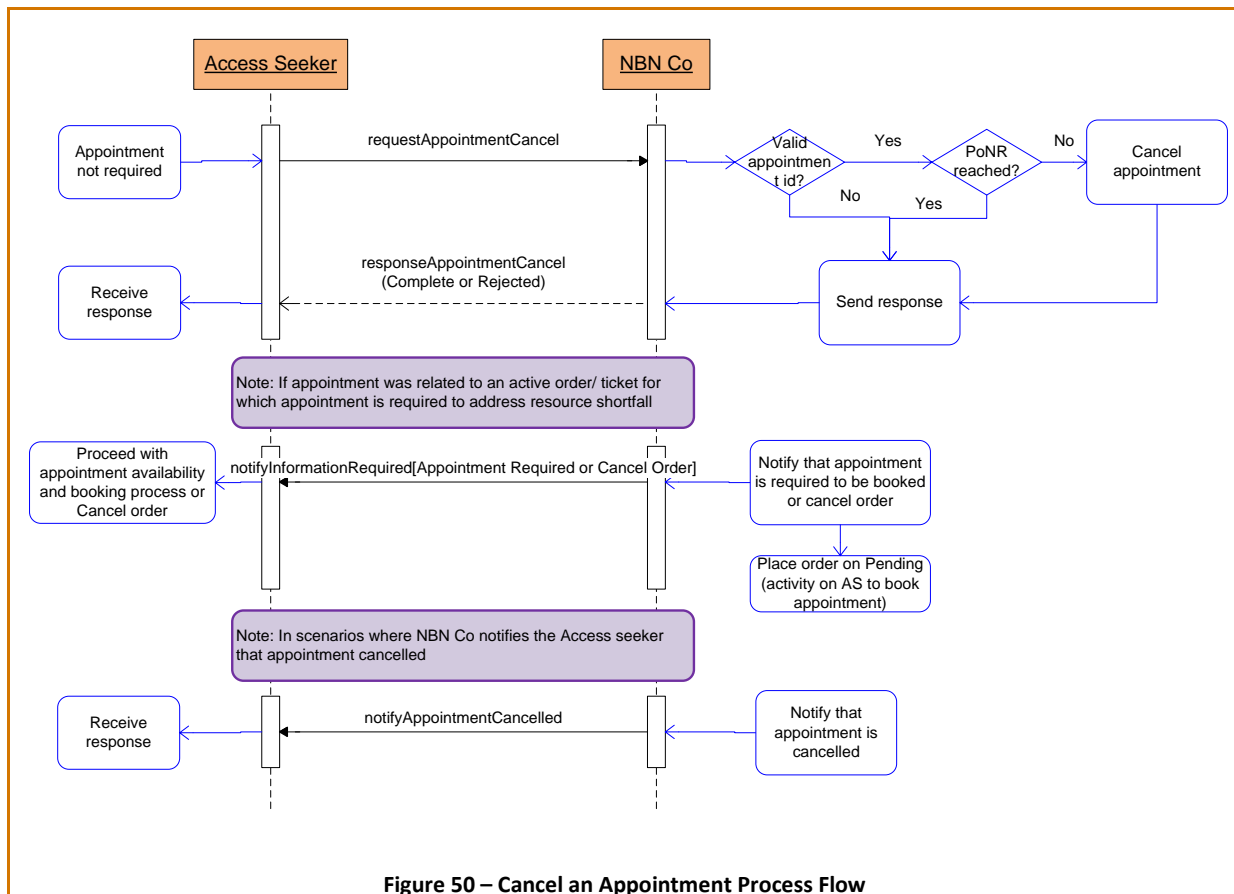 Access Seeker
NBN Co
Appointment
not required
requestAppointmentCancel
Valid
appointmen
t id?
Yes
PoNR
reached?
No
Cancel
appointment
No
Yes
responseAppointmentCancel
(Complete or Rejected)
Receive
response
Send response
Note: If appointment was related to an active order/ ticket for
which appointment is required to address resource shortfall
Proceed with
appointment availability
and booking process or
Cancel order
notifyInformationRequired[Appointment Required or Cancel Order]
Notify that appointment
is required to be booked
or cancel order
Place order on Pending
(activity on AS to book
appointment)
Note: In scenarios where NBN Co notifies the Access seeker
that appointment cancelled
Receive
response
notifyAppointmentCancelled
Notify that
appointment is
cancelled
Figure 50 – Cancel an Appointment Process Flow